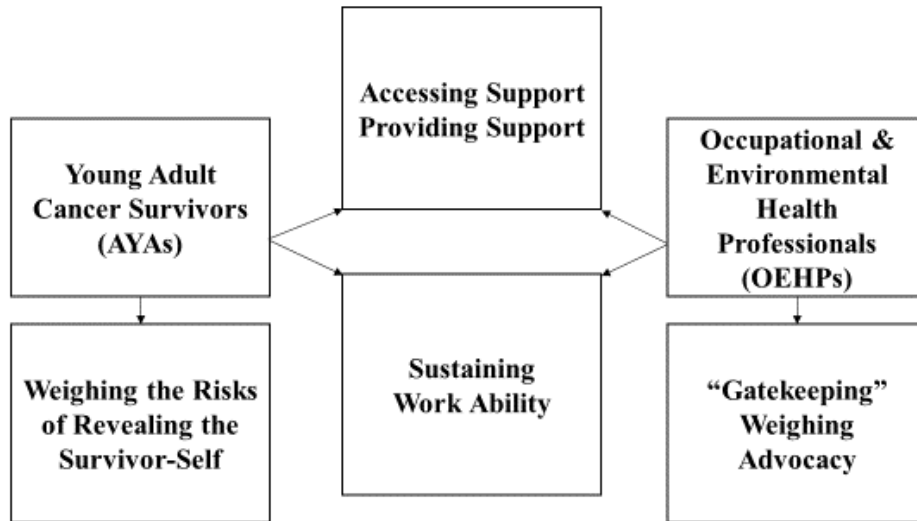 Accessing Support
Providing Support
Young Adult
Cancer Survivors
(AYAs)
Occupational &
Environmental
Health
Professionals
(OEHPs)
Sustaining
Work Ability
Weighing the Risks
of Revealing the
Survivor-Self
“Gatekeeping”
Weighing
Advocacy